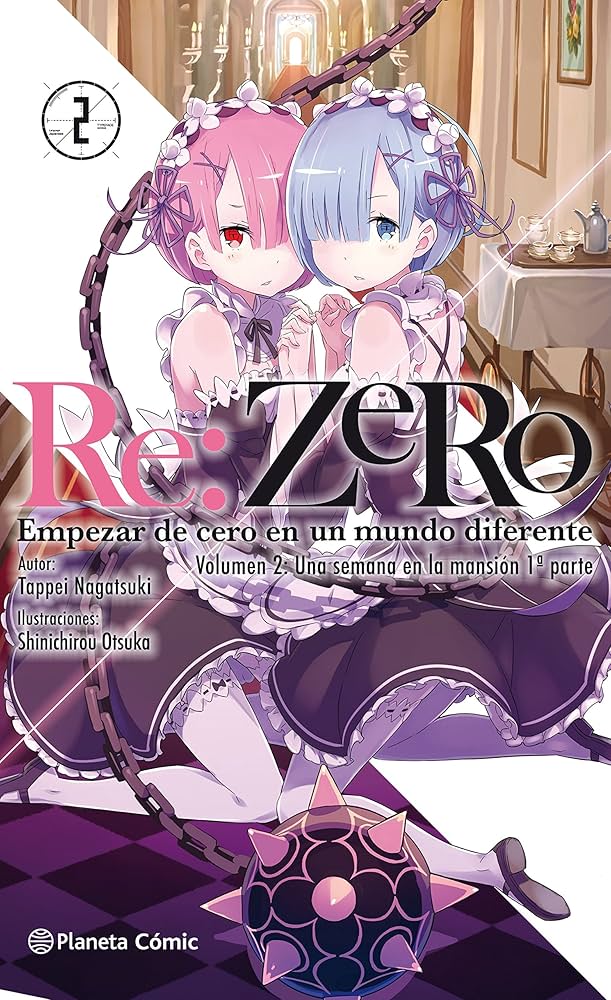 2
Re:ZeRo
Empezar de cero en un mundo diferente
Volumen 2: Una semana en la mansión 1ª parte
Autor:
Tappei Nagatsuki
Ilustraciones:
Shinichirou Otsuka
Planeta Cómic